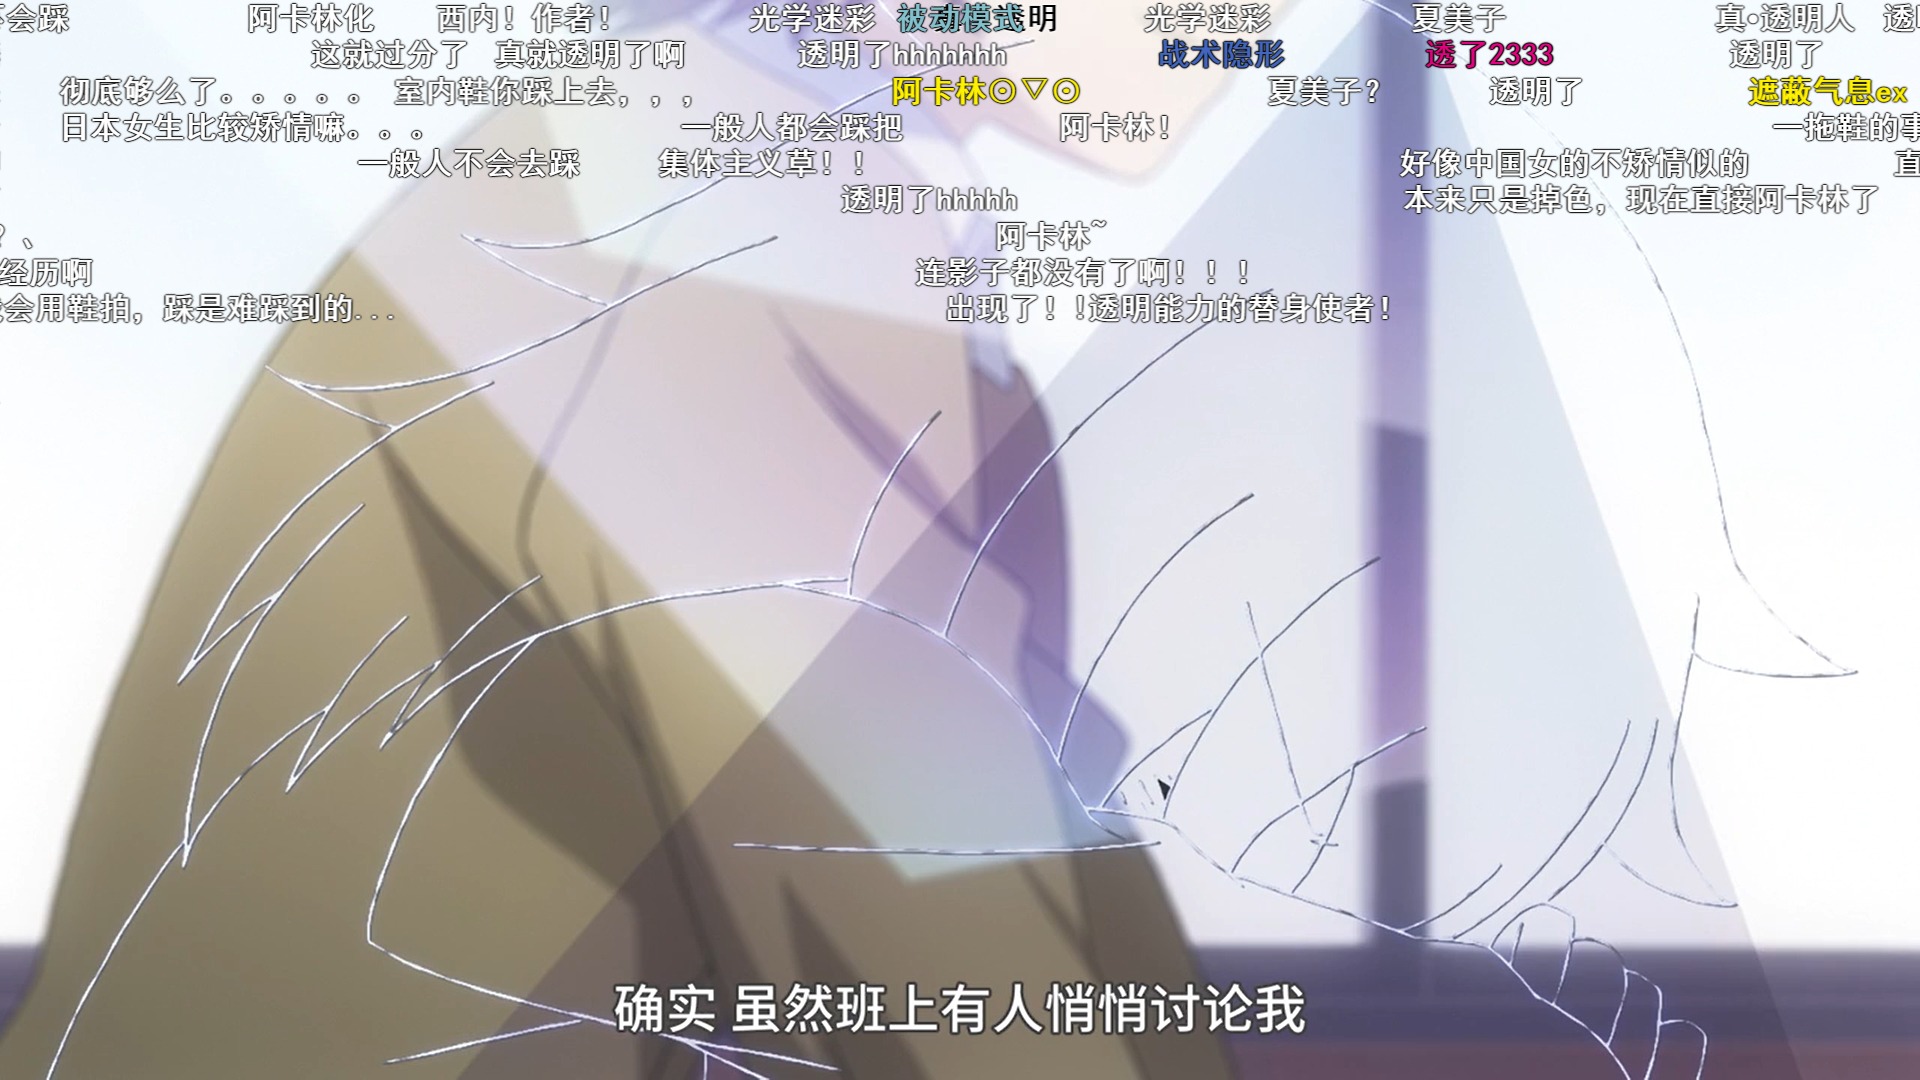 不会踩 阿卡林化 西内！作者！ 光学迷彩 被动模式 透明 光学迷彩 夏美子 真•透明人 透
这就过分了 真就透明了啊 透明了hhhhhhh 战术隐形 透了2333 透明了
彻底够么了。。。。。 室内鞋你踩上去，，， 阿卡林⊙▽⊙ 夏美子？ 透明了 遮蔽气息ex
日本女生比较矫情嘛。。。 一般人都会踩把 阿卡林！ 一拖鞋的事
一般人不会去踩 集体主义草！！ 好像中国女的不矫情似的 直
透明了hhhhh 本来只是掉色，现在直接阿卡林了
？、 阿卡林~
经历啊 连影子都没有了啊！！！
会用鞋拍，踩是难踩到的... 出现了！！透明能力的替身使者！
确实 虽然班上有人悄悄讨论我